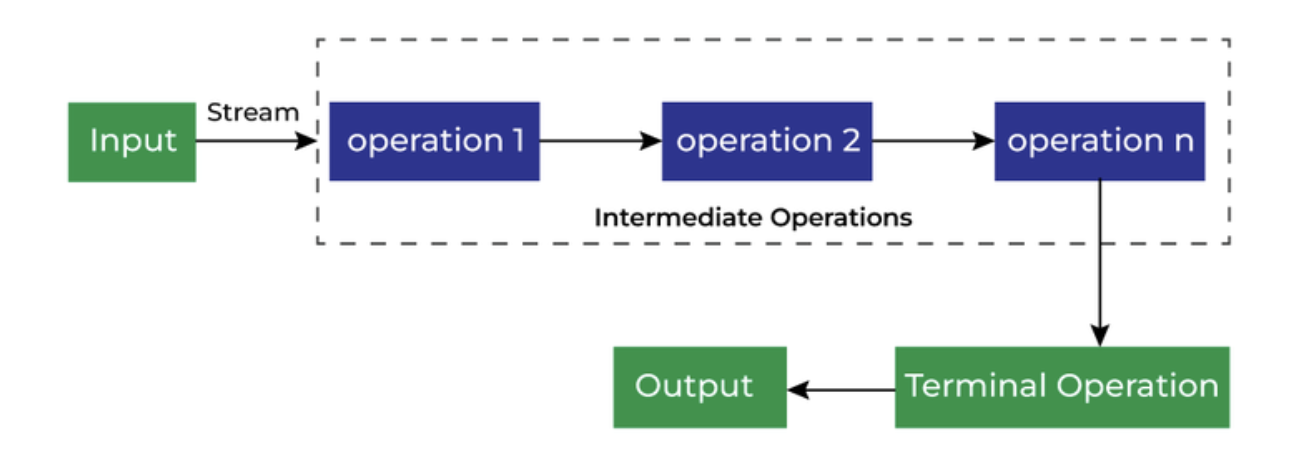 Input
Stream
operation 1
operation 2
operation n
Intermediate Operations
Output
Terminal Operation